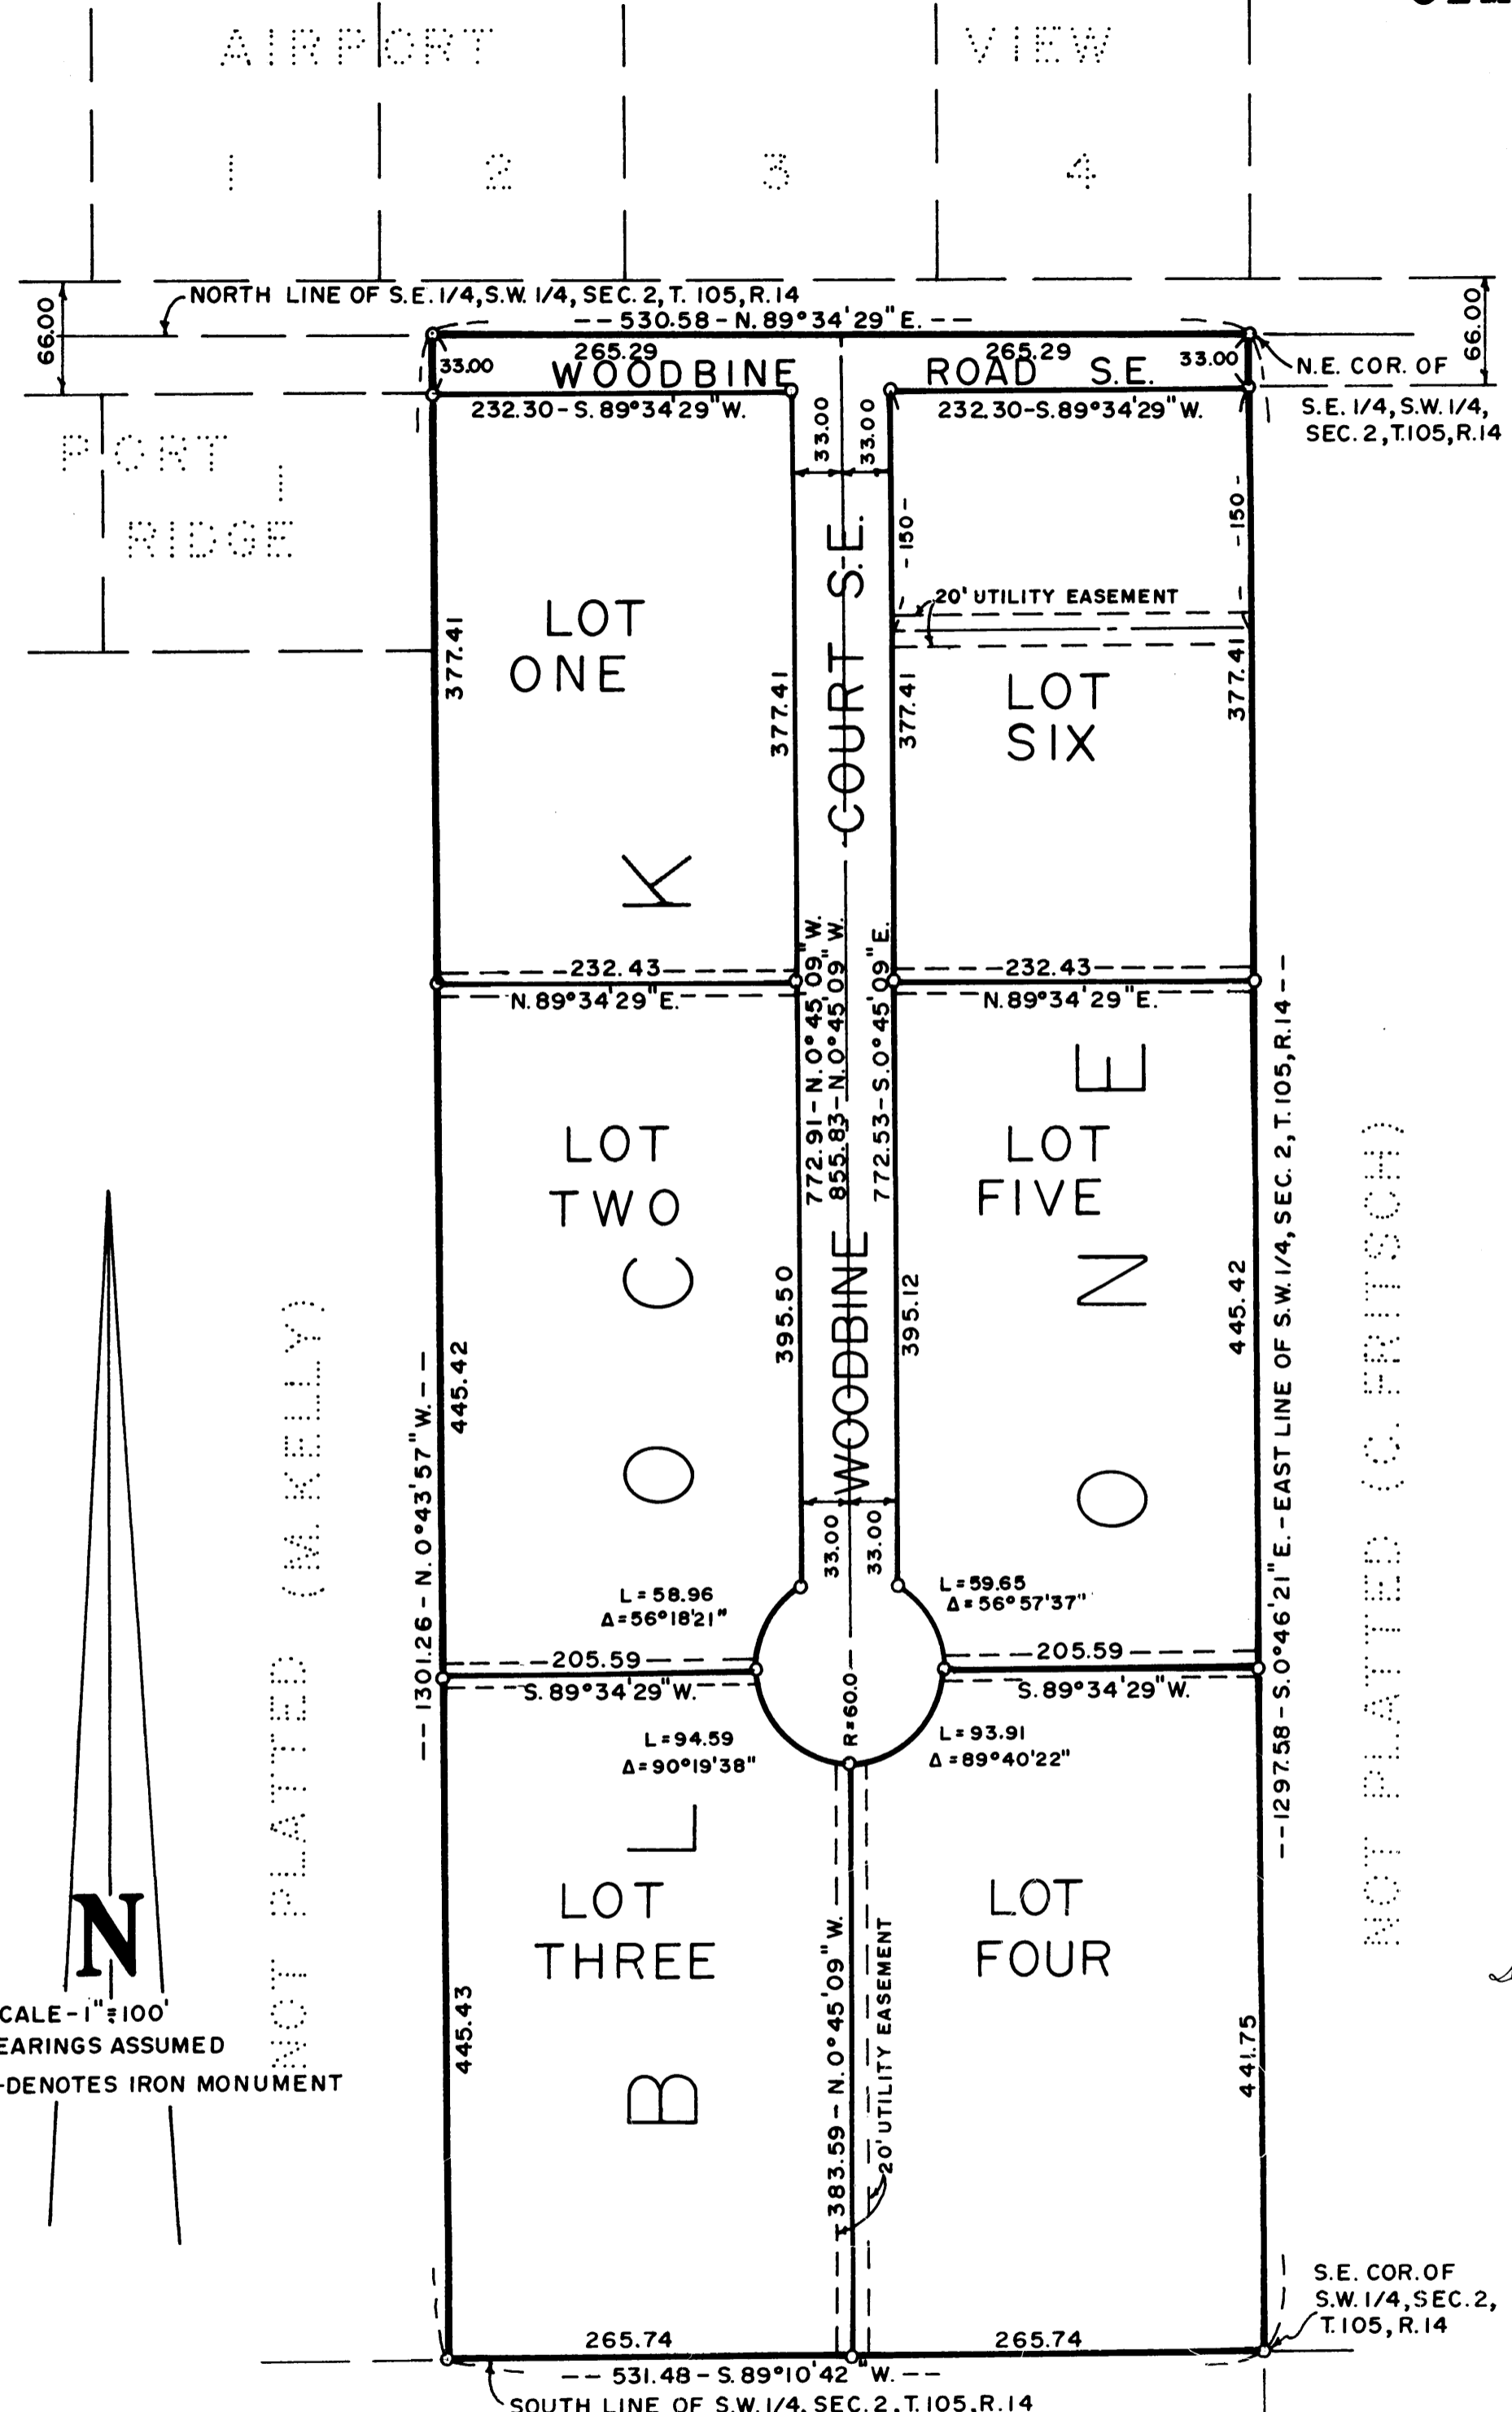 AIRPORT VIEW
1 2 3 4
66.00
NORTH LINE OF S.E. 1/4, S.W. 1/4, SEC. 2, T. 105, R. 14
530.58 - N. 89°34'29" E.
66.00
265.29
265.29
33.00
WOODBINE ROAD S.E.
33.00
N.E. COR. OF
S.E. 1/4, S.W. 1/4,
SEC. 2, T.105, R.14
232.30 - S. 89°34'29" W.
232.30 - S. 89°34'29" W.
33.00
33.00
PORT
1
RIDGE
-150-
-150-
20' UTILITY EASEMENT
LOT
ONE
377.41
377.41
377.41
377.41
LOT
SIX
WOODBINE COURT S.E.
232.43
N. 89°34'29" E.
232.43
N. 89°34'29" E.
772.91 - N. 0°45'09" W.
855.83 - N. 0°45'09" W.
772.53 - S. 0°45'09" E.
LOT
TWO
LOT
FIVE
445.42
395.50
395.12
445.42
BLOCK ONE
1301.26 - N. 0°43'57" W.
1297.58 - S. 0°46'21" E. - EAST LINE OF S.W. 1/4, SEC. 2, T. 105, R. 14
NOT PLATTED (M. KELLY)
NOT PLATTED (C. FRITSCH)
33.00
33.00
L = 58.96
Δ = 56°18'21"
L = 59.65
Δ = 56°57'37"
205.59
S. 89°34'29" W.
205.59
S. 89°34'29" W.
R = 60.0
L = 94.59
Δ = 90°19'38"
L = 93.91
Δ = 89°40'22"
LOT
THREE
LOT
FOUR
445.43
383.59 - N. 0°45'09" W.
20' UTILITY EASEMENT
441.75
N
CALE - 1" = 100'
EARINGS ASSUMED
-DENOTES IRON MONUMENT
S.E. COR. OF
S.W. 1/4, SEC. 2,
T.105, R.14
265.74
265.74
531.48 - S. 89°10'42" W.
SOUTH LINE OF S.W. 1/4, SEC. 2, T. 105, R. 14